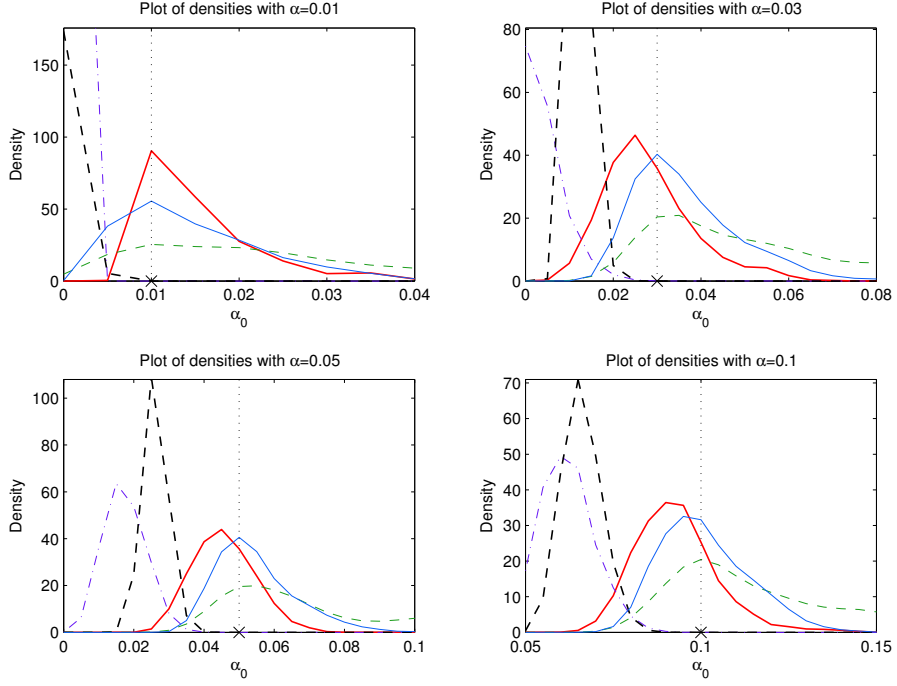 Plot of densities with α=0.01
Density
150
100
50
0
0 0.01 0.02 0.03 0.04
α0
Plot of densities with α=0.03
Density
80
60
40
20
0
0 0.02 0.04 0.06 0.08
α0
Plot of densities with α=0.05
Density
100
80
60
40
20
0
0 0.02 0.04 0.06 0.08 0.1
α0
Plot of densities with α=0.1
Density
70
60
50
40
30
20
10
0
0.05 0.1 0.15
α0